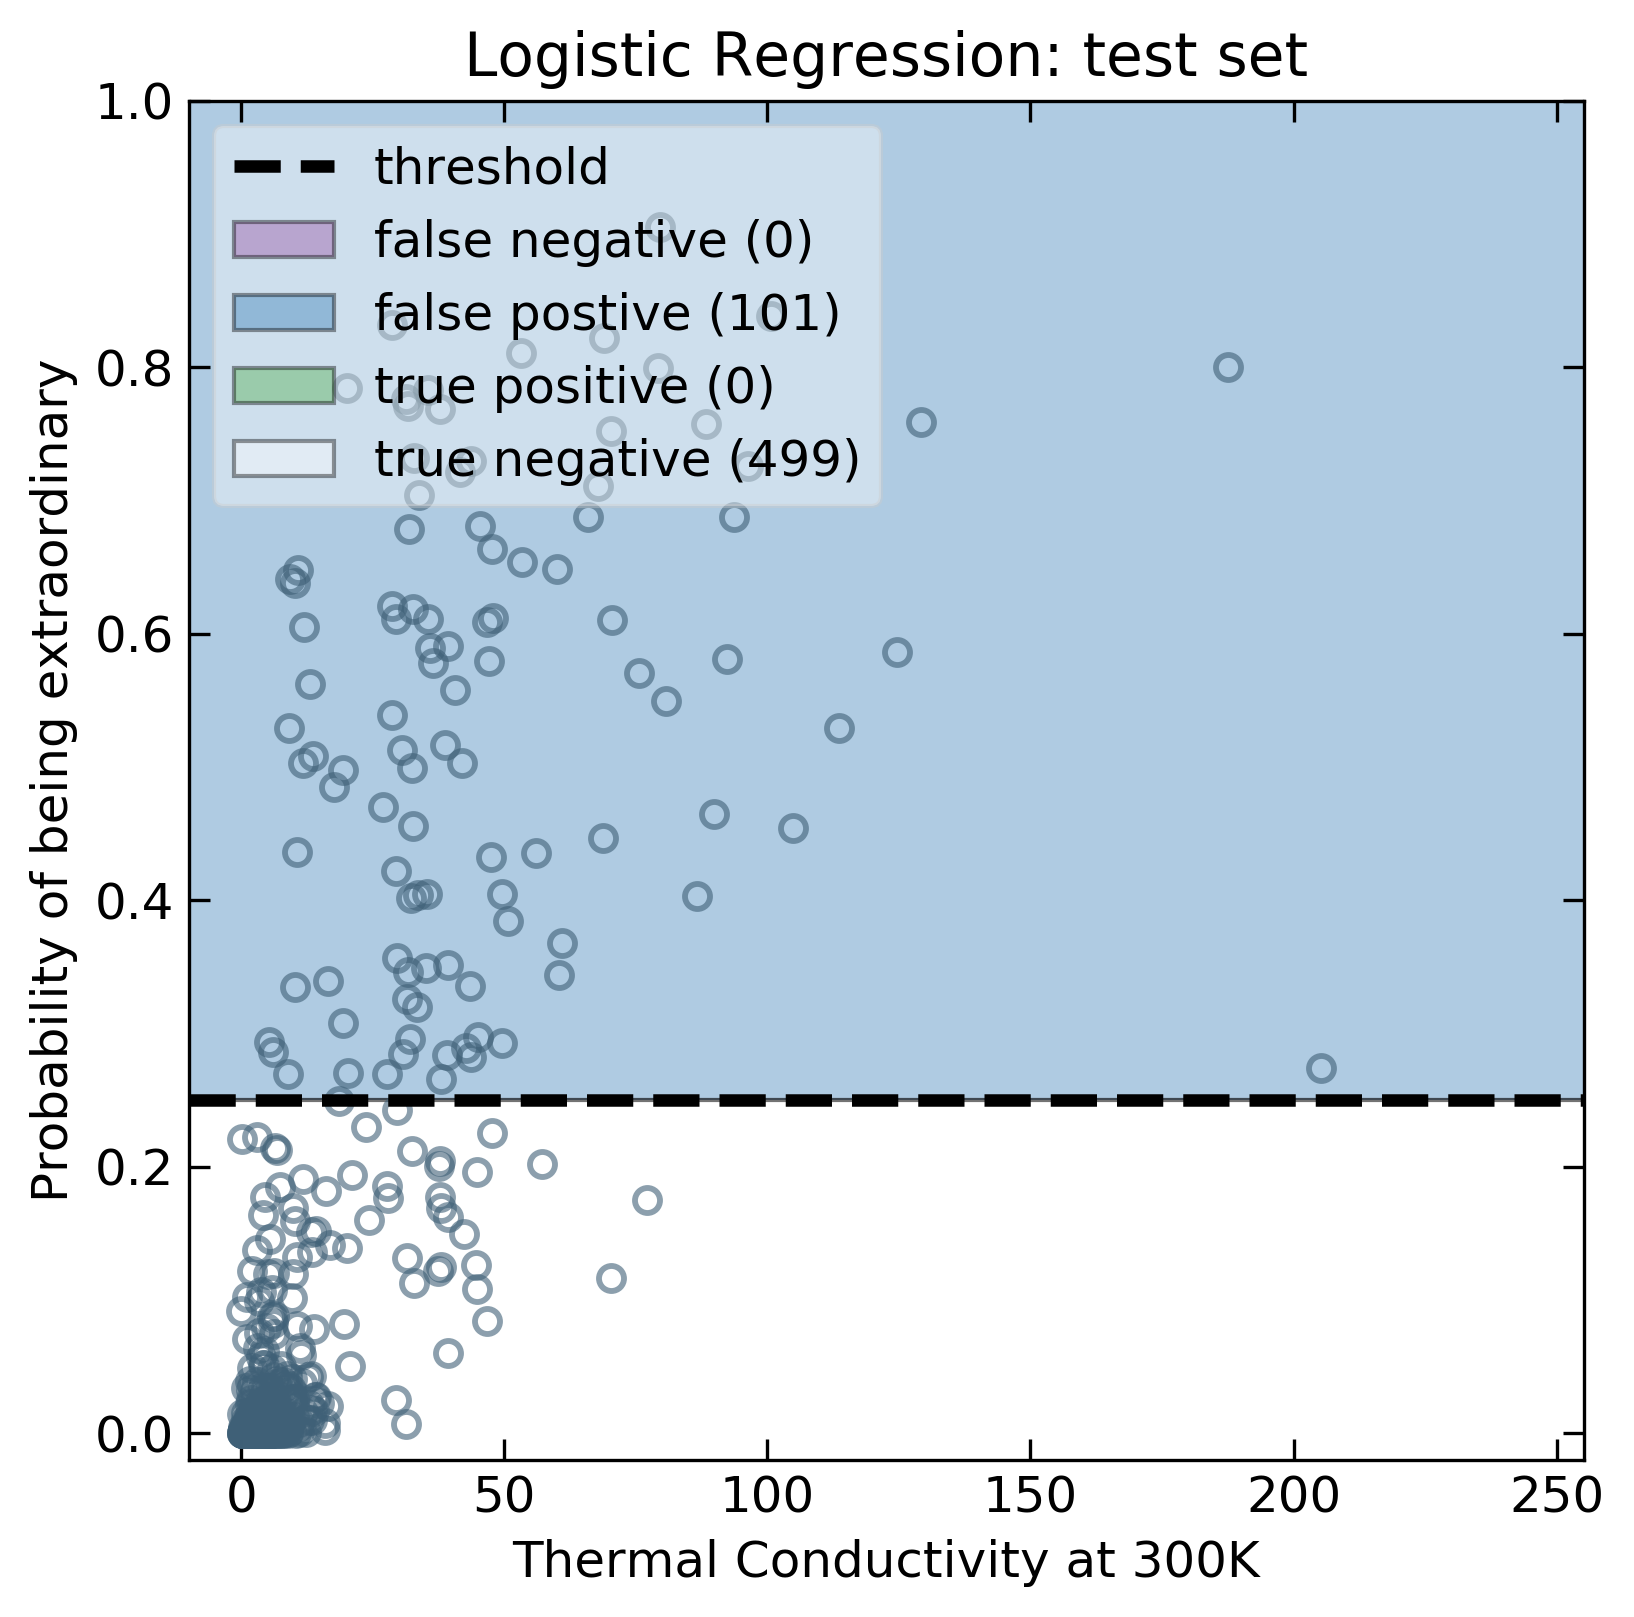 Logistic Regression: test set
1.0
0.8
0.6
0.4
0.2
0.0
Probability of being extraordinary
threshold
false negative (0)
false postive (101)
true positive (0)
true negative (499)
0 50 100 150 200 250
Thermal Conductivity at 300K